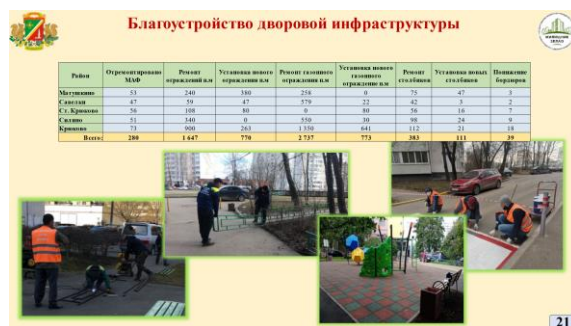 Благоустройство дворовой инфраструктуры
Район Отремонтировано МАФ Ремонт ограждений п.м Установка нового ограждения п.м Ремонт газонного ограждения п.м Установка нового газонного ограждения п.м Ремонт столбиков Установка новых столбиков Понижение бордюров
Матушкино 53 240 380 258 0 75 47 3
Савелки 47 59 47 579 22 42 3 2
Ст. Крюково 56 108 80 0 80 56 16 7
Силино 51 340 0 550 30 98 24 9
Крюково 73 900 263 1 350 641 112 21 18
Всего: 280 1 647 770 2 737 773 383 111 39
21